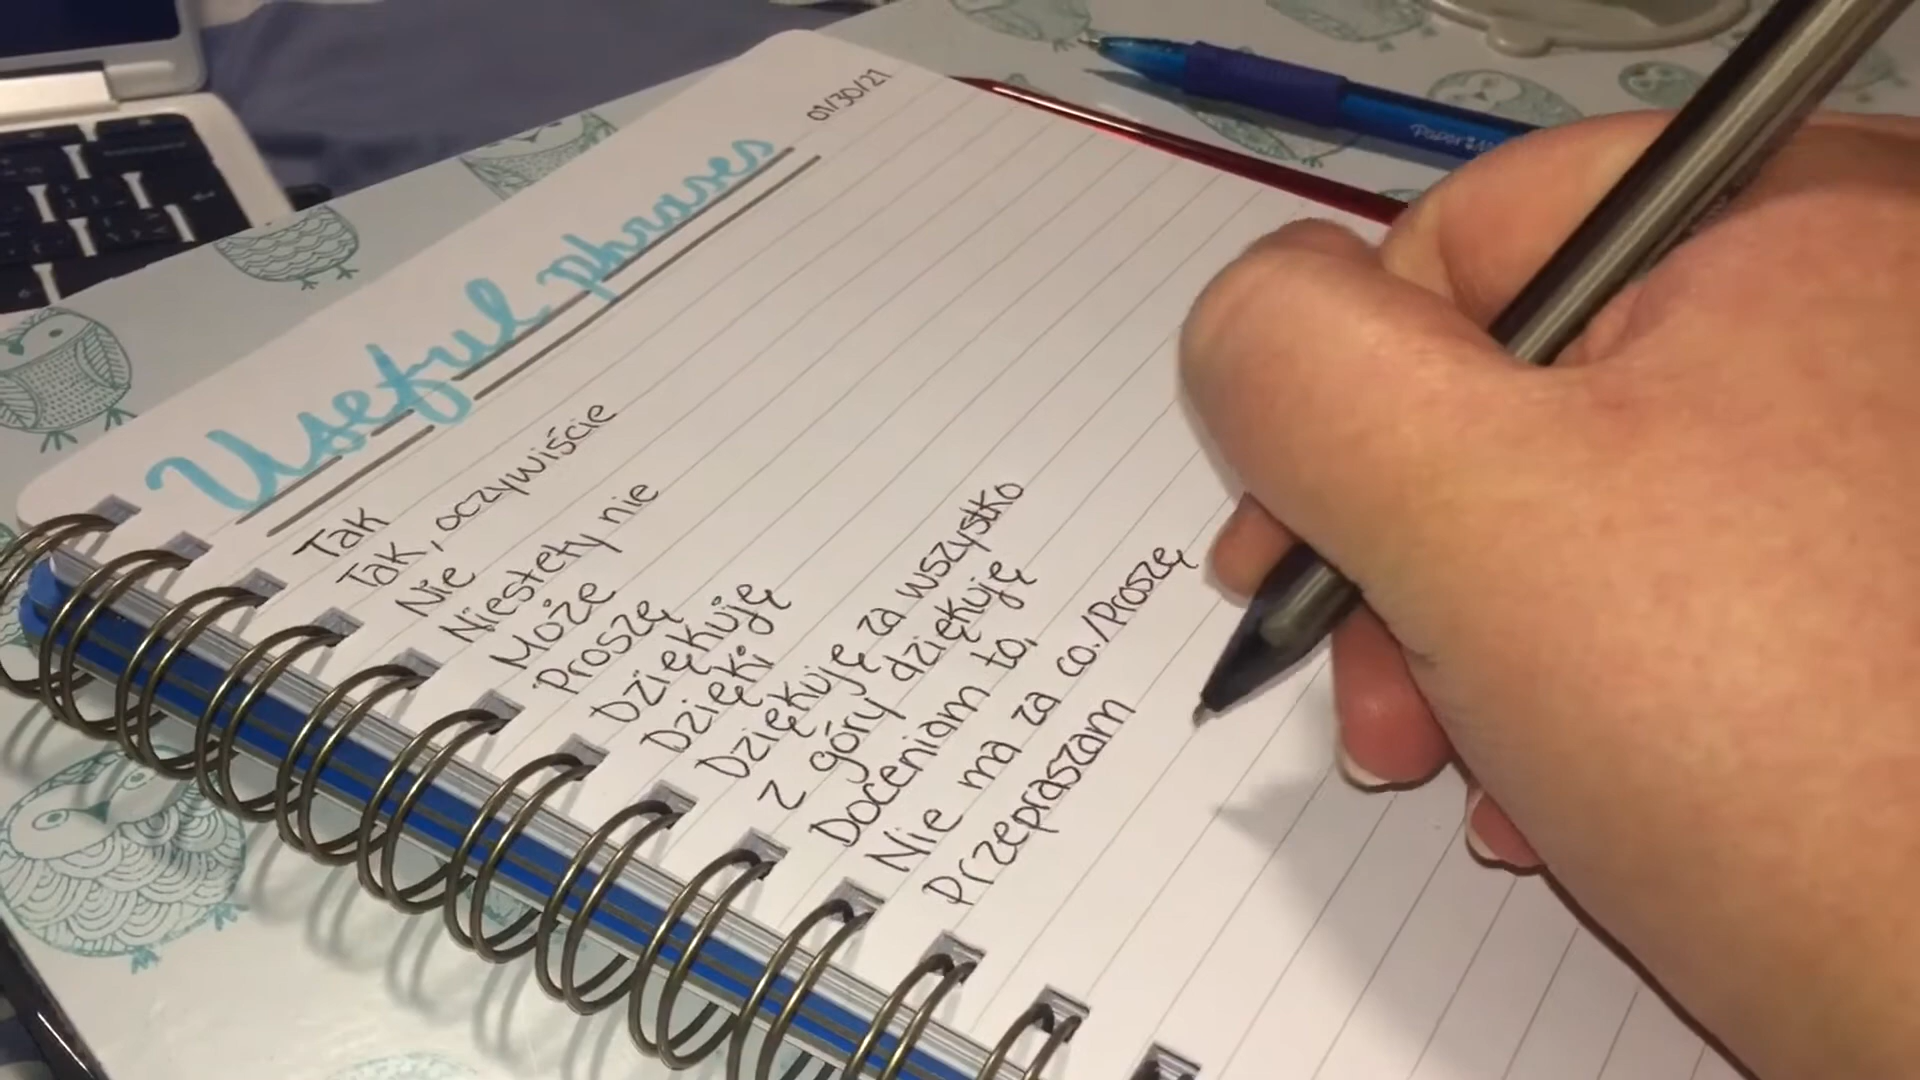 01/30/21
Useful phrases
Tak
Tak, oczywiście
Nie
Niestety nie
Może
Proszę
Dziękuję
Dzięki
Dziękuję za wszystko
z góry dziękuję
Doceniam to.
Nie ma za co./Proszę
Przepraszam